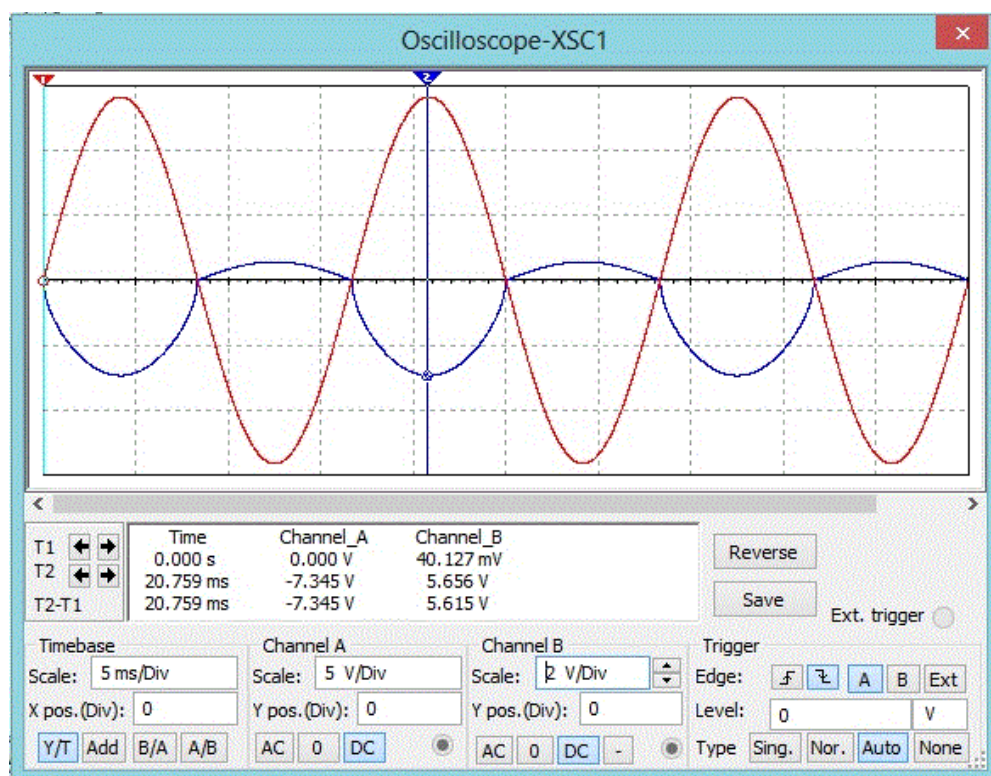 Oscilloscope-XSC1
×
1
2
Time Channel_A Channel_B
T1 0.000 s 0.000 V 40.127 mV
T2 20.759 ms -7.345 V 5.656 V
T2-T1 20.759 ms -7.345 V 5.615 V
Reverse
Save
Ext. trigger
Timebase
Scale: 5 ms/Div
X pos.(Div): 0
Y/T Add B/A A/B
Channel A
Scale: 5 V/Div
Y pos.(Div): 0
AC 0 DC
Channel B
Scale: 2 V/Div
Y pos.(Div): 0
AC 0 DC -
Trigger
Edge: A B Ext
Level: 0 V
Type Sing. Nor. Auto None